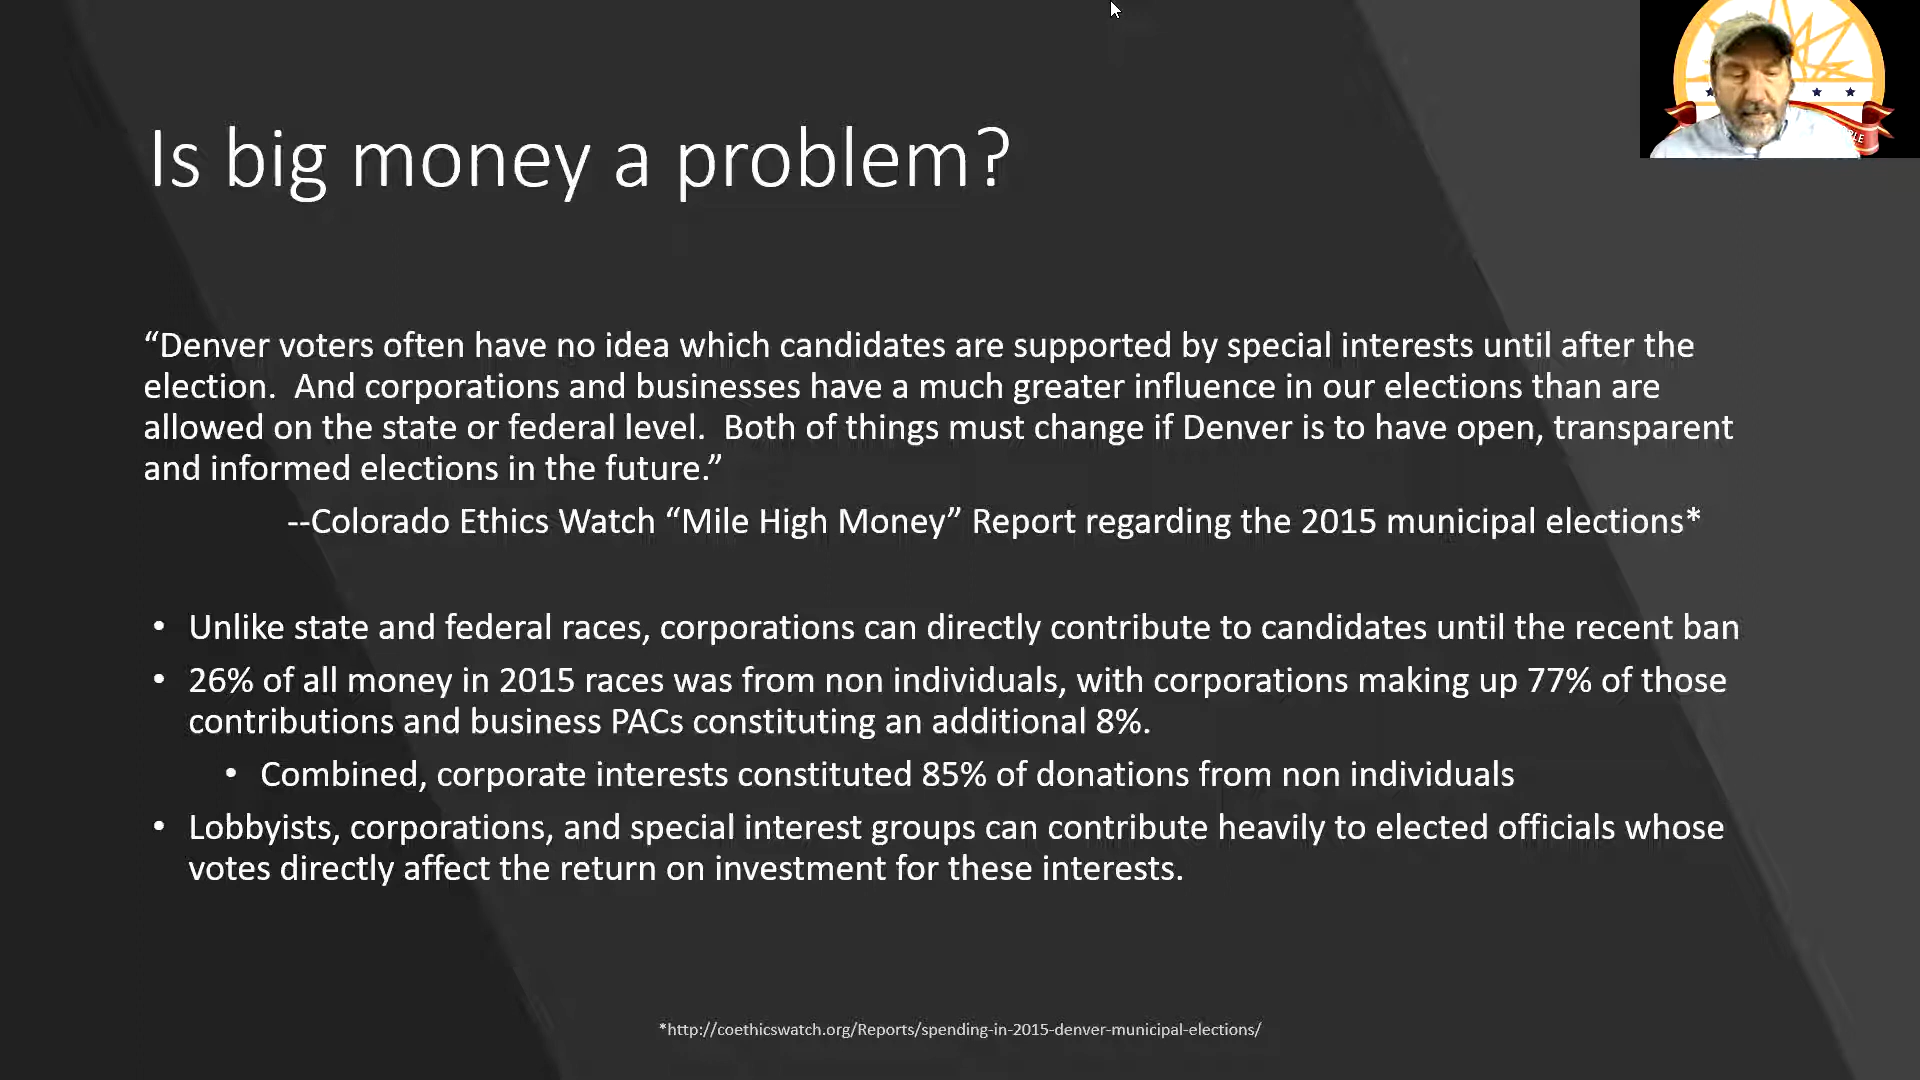 Is big money a problem?
“Denver voters often have no idea which candidates are supported by special interests until after the
election.  And corporations and businesses have a much greater influence in our elections than are
allowed on the state or federal level.  Both of things must change if Denver is to have open, transparent
and informed elections in the future.”
--Colorado Ethics Watch “Mile High Money” Report regarding the 2015 municipal elections*
• Unlike state and federal races, corporations can directly contribute to candidates until the recent ban
• 26% of all money in 2015 races was from non individuals, with corporations making up 77% of those
contributions and business PACs constituting an additional 8%.
• Combined, corporate interests constituted 85% of donations from non individuals
• Lobbyists, corporations, and special interest groups can contribute heavily to elected officials whose
votes directly affect the return on investment for these interests.
*http://coethicswatch.org/Reports/spending-in-2015-denver-municipal-elections/